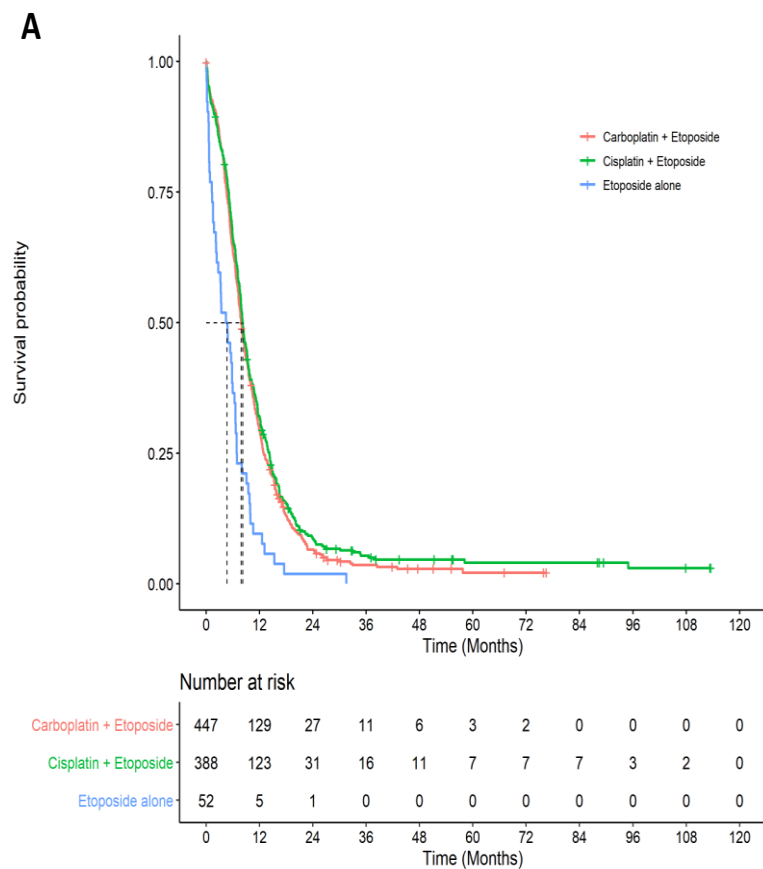 A
Survival probability
1.00
0.75
0.50
0.25
0.00
Carboplatin + Etoposide
Cisplatin + Etoposide
Etoposide alone
0 12 24 36 48 60 72 84 96 108 120
Time (Months)
Number at risk
Carboplatin + Etoposide 447 129 27 11 6 3 2 0 0 0 0
Cisplatin + Etoposide 388 123 31 16 11 7 7 7 3 2 0
Etoposide alone 52 5 1 0 0 0 0 0 0 0 0
0 12 24 36 48 60 72 84 96 108 120
Time (Months)